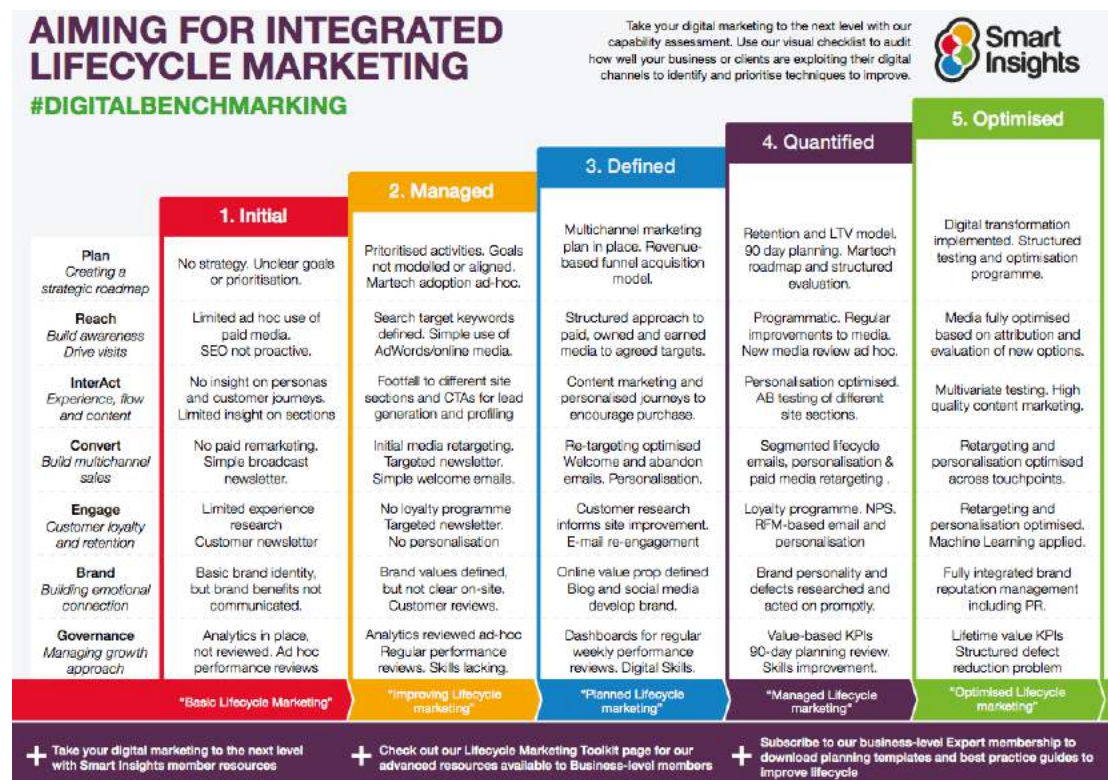 AIMING FOR INTEGRATED
LIFECYCLE MARKETING
#DIGITALBENCHMARKING
Take your digital marketing to the next level with our
capability assessment. Use our visual checklist to audit
how well your business or clients are exploiting their digital
channels to identify and prioritise techniques to improve.
Smart
Insights
1. Initial
2. Managed
3. Defined
4. Quantified
5. Optimised
Plan
Creating a
strategic roadmap
No strategy. Unclear goals
or prioritisation.
Pritoritised activities. Goals
not modelled or aligned.
Martech adoption ad-hoc.
Multichannel marketing
plan in place. Revenue-
based funnel acquisition
model.
Retention and LTV model.
90 day planning. Martech
roadmap and structured
evaluation.
Digital transformation
implemented. Structured
testing and optimisation
programme.
Reach
Build awareness
Drive visits
Limited ad hoc use of
paid media.
SEO not proactive.
Search target keywords
defined. Simple use of
AdWords/online media.
Structured approach to
paid, owned and earned
media to agreed targets.
Programmatic. Regular
improvements to media.
New media review ad hoc.
Media fully optimised
based on attribution and
evaluation of new options.
InterAct
Experience, flow
and content
No insight on personas
and customer journeys.
Limited insight on sections
Footfall to different site
sections and CTAs for lead
generation and profiling
Content marketing and
personalised journeys to
encourage purchase.
Personalisation optimised.
AB testing of different
site sections.
Multivariate testing. High
quality content marketing.
Convert
Build multichannel
sales
No paid remarketing.
Simple broadcast
newsletter.
Initial media retargeting.
Targeted newsletter.
Simple welcome emails.
Re-targeting optimised
Welcome and abandon
emails. Personalisation.
Segmented lifecycle
emails, personalisation &
paid media retargeting .
Retargeting and
personalisation optimised
across touchpoints.
Engage
Customer loyalty
and retention
Limited experience
research
Customer newsletter
No loyalty programme
Targeted newsletter.
No personalisation
Customer research
informs site improvement.
E-mail re-engagement
Loyalty programme. NPS.
RFM-based email and
personalisation
Retargeting and
personalisation optimised.
Machine Learning applied.
Brand
Building emotional
connection
Basic brand identity,
but brand benefits not
communicated.
Brand values defined,
but not clear on-site.
Customer reviews.
Online value prop defined
Blog and social media
develop brand.
Brand personality and
defects researched and
acted on promptly.
Fully integrated brand
reputation management
including PR.
Governance
Managing growth
approach
Analytics in place,
not reviewed. Ad hoc
performance reviews
Analytics reviewed ad-hoc
Regular performance
reviews. Skills lacking.
Dashboards for regular
weekly performance
reviews. Digital Skills.
Value-based KPIs
90-day planning review.
Skills improvement.
Lifetime value KPIs
Structured defect
reduction problem
"Basic Lifecycle Marketing"
"Improving Lifecycle
marketing"
"Planned Lifecycle
marketing"
"Managed Lifecycle
marketing"
"Optimised Lifecycle
marketing"
+ Take your digital marketing to the next level
with Smart Insights member resources
+ Check out our Lifecycle Marketing Toolkit page for our
advanced resources available to Business-level members
+ Subscribe to our business-level Expert membership to
download planning templates and best practice guides to
improve lifecycle